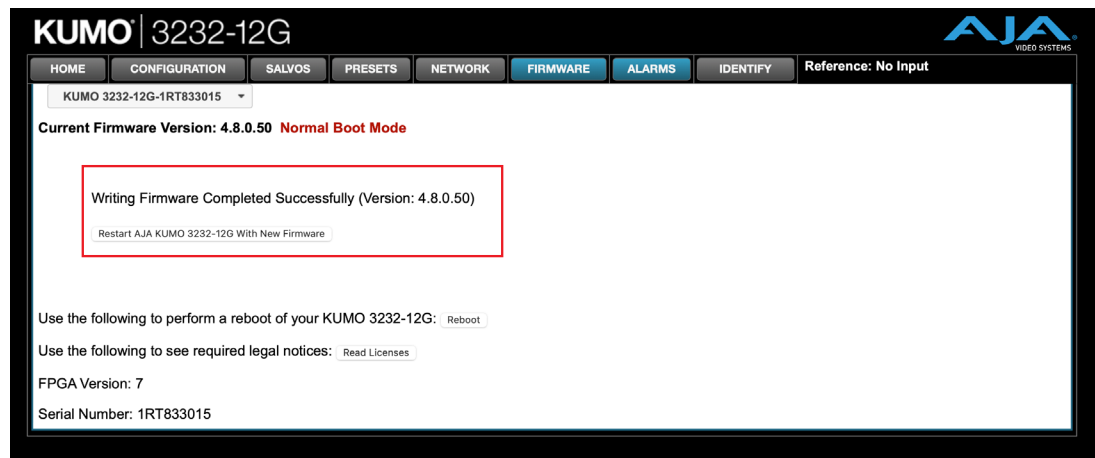 KUMO® 3232-12G
AJA
VIDEO SYSTEMS
HOME CONFIGURATION SALVOS PRESETS NETWORK FIRMWARE ALARMS IDENTIFY Reference: No Input
KUMO 3232-12G-1RT833015
Current Firmware Version: 4.8.0.50 Normal Boot Mode
Writing Firmware Completed Successfully (Version: 4.8.0.50)
Restart AJA KUMO 3232-12G With New Firmware
Use the following to perform a reboot of your KUMO 3232-12G: Reboot
Use the following to see required legal notices: Read Licenses
FPGA Version: 7
Serial Number: 1RT833015